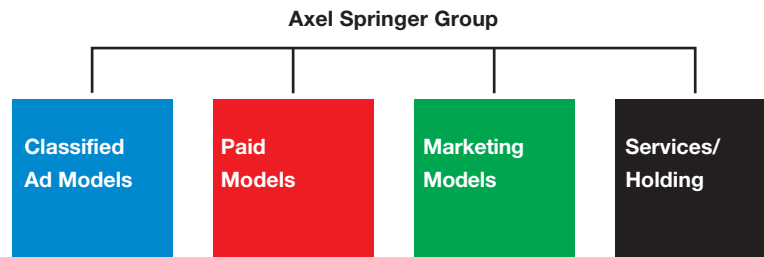 Axel Springer Group
Classified
Ad Models
Paid
Models
Marketing
Models
Services/
Holding